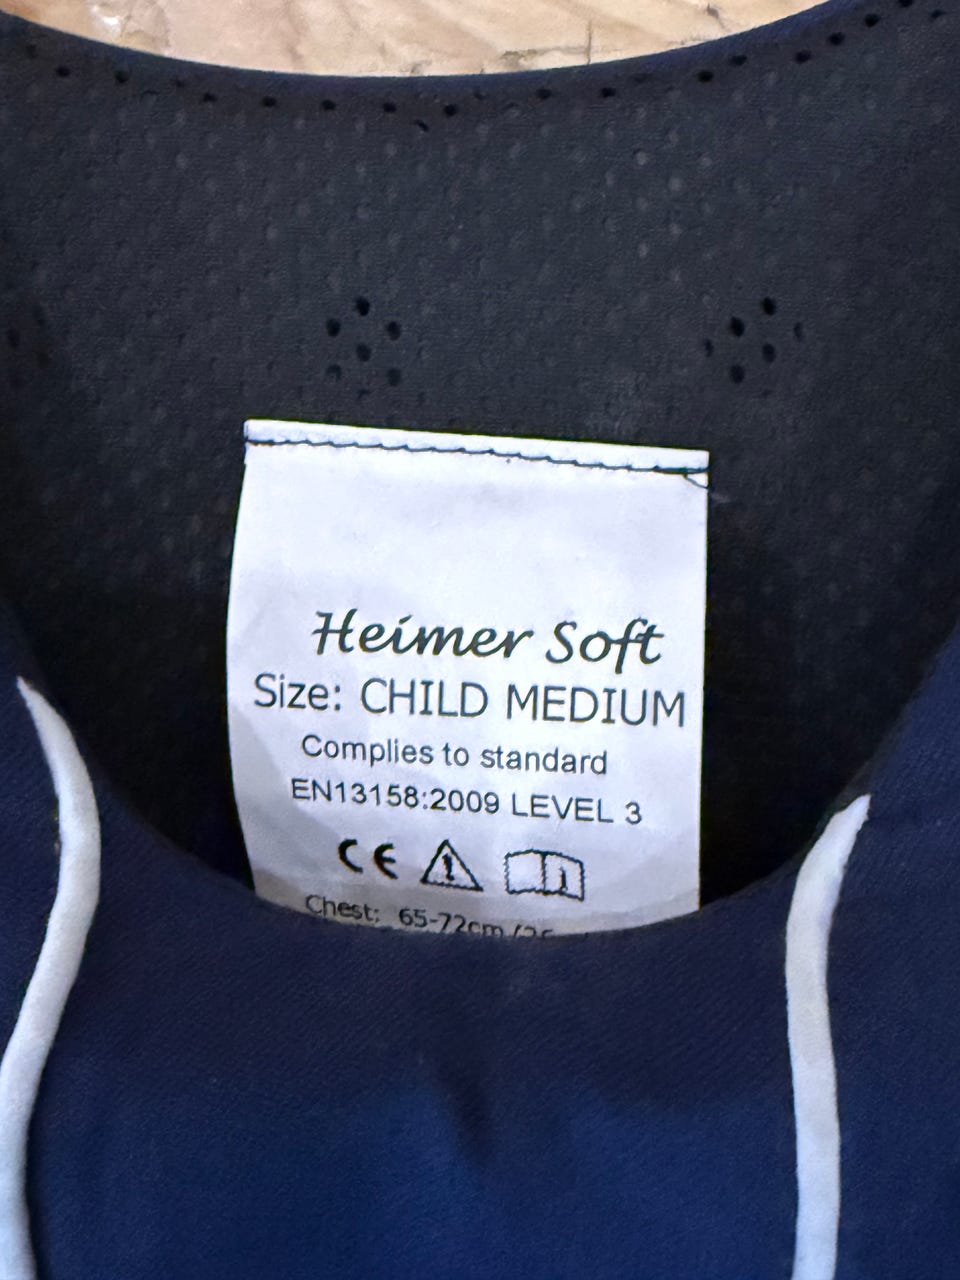 Heimer Soft
Size: CHILD MEDIUM
Complies to standard
EN13158:2009 LEVEL 3
CE
Chest: 65-72cm